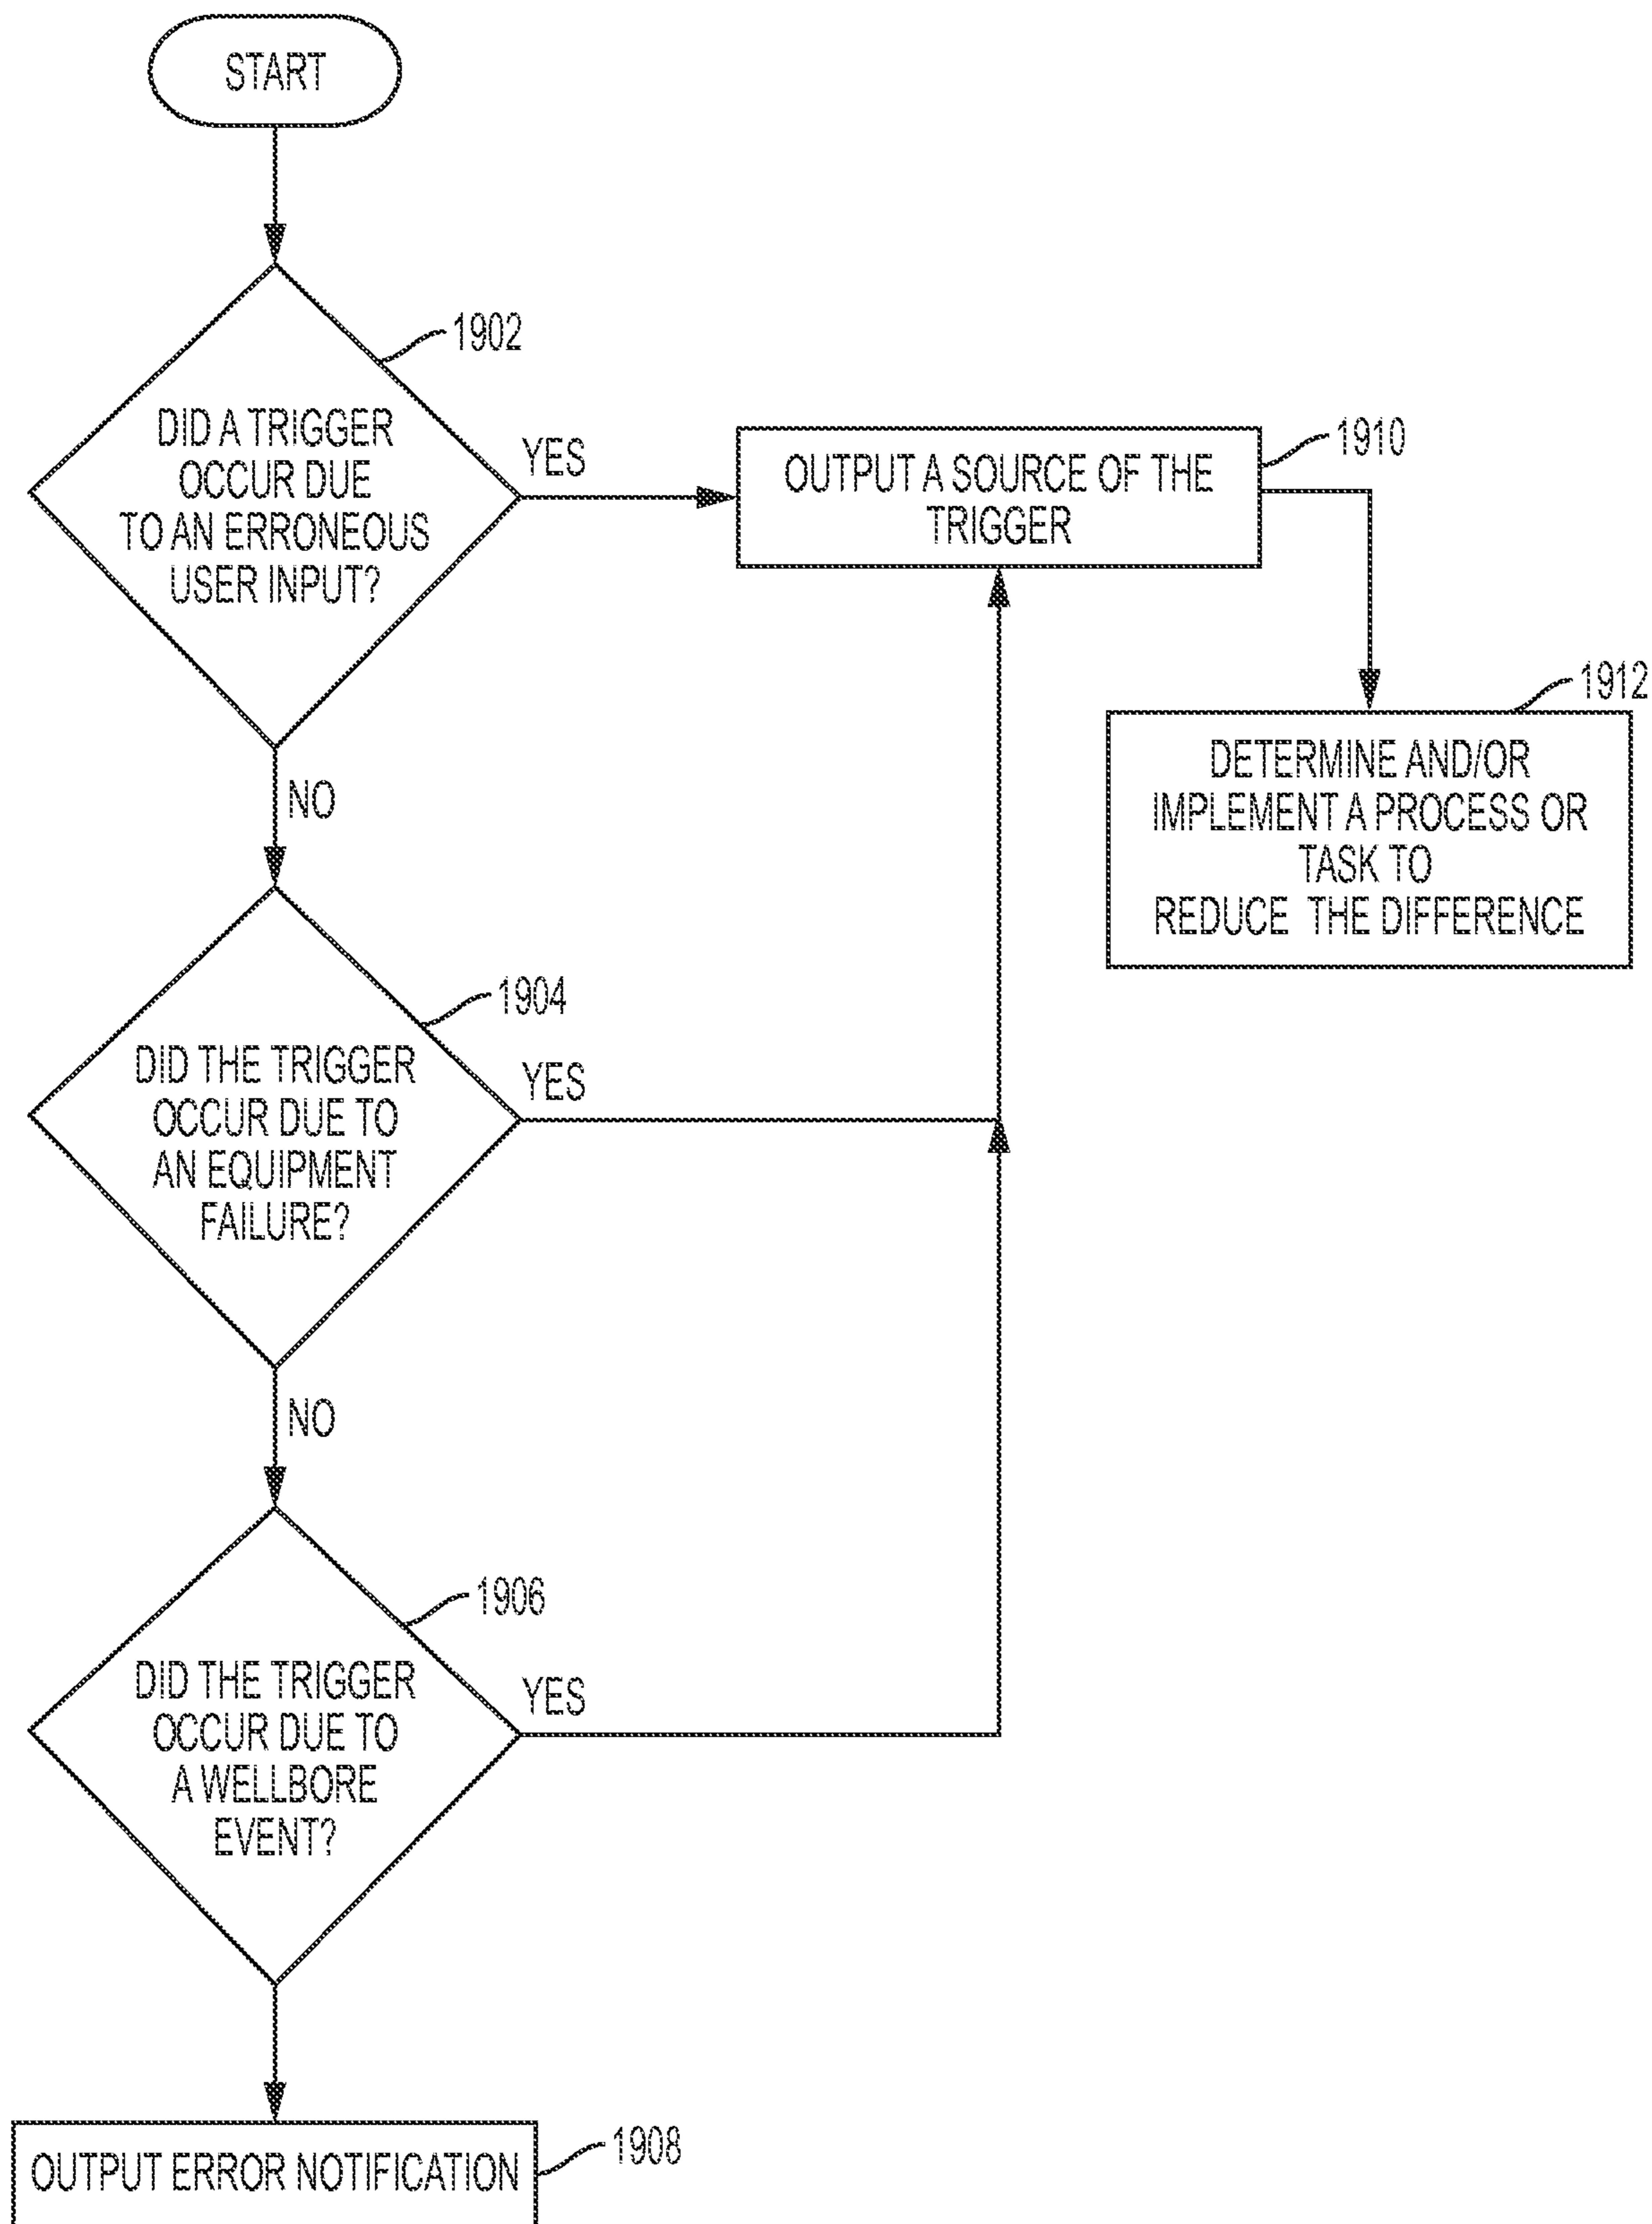 START
1902
DID A TRIGGER
OCCUR DUE
TO AN ERRONEOUS
USER INPUT?
YES
1910
OUTPUT A SOURCE OF THE
TRIGGER
1912
DETERMINE AND/OR
IMPLEMENT A PROCESS OR
TASK TO
REDUCE THE DIFFERENCE
NO
1904
DID THE TRIGGER
OCCUR DUE TO
AN EQUIPMENT
FAILURE?
YES
NO
1906
DID THE TRIGGER
OCCUR DUE TO
A WELLBORE
EVENT?
YES
1908
OUTPUT ERROR NOTIFICATION